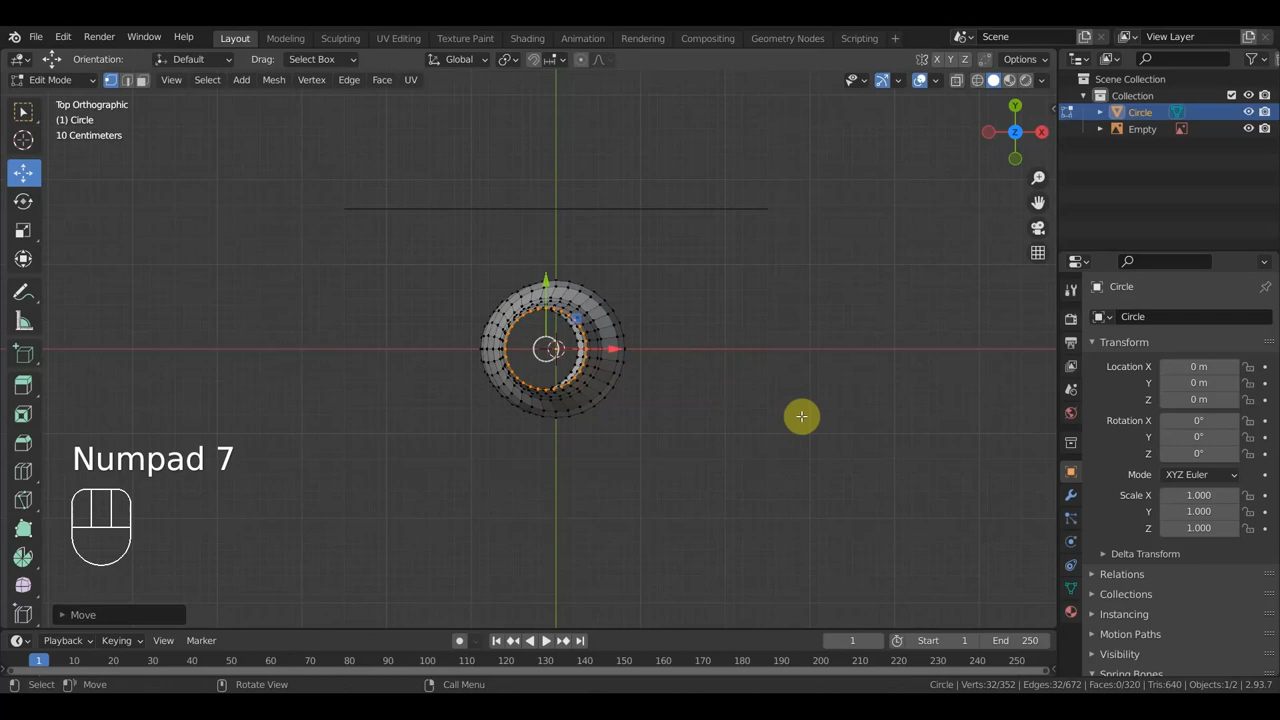 File Edit Render Window Help Layout Modeling Sculpting UV Editing Texture Paint Shading Animation Rendering Compositing Geometry Nodes Scripting + Scene View Layer
Orientation: Default Drag: Select Box Global X Y Z Options
Edit Mode View Select Add Mesh Vertex Edge Face UV
Top Orthographic
(1) Circle
10 Centimeters
Y
Z
X
Scene Collection
Collection
Circle
Empty
Circle
Circle
Transform
Location X 0 m
Y 0 m
Z 0 m
Rotation X 0°
Y 0°
Z 0°
Mode XYZ Euler
Scale X 1.000
Y 1.000
Z 1.000
Delta Transform
Relations
Collections
Instancing
Motion Paths
Visibility
Spring Bones
Numpad 7
Move
Playback Keying View Marker 1 Start 1 End 250
1 10 20 30 40 50 60 70 80 90 100 110 120 130 140 150 160 170 180 190 200 210 220 230 240 250
Select Move Rotate View Call Menu Circle | Verts:32/352 | Edges:32/672 | Faces:0/320 | Tris:640 | Objects:1/2 | 2.93.7